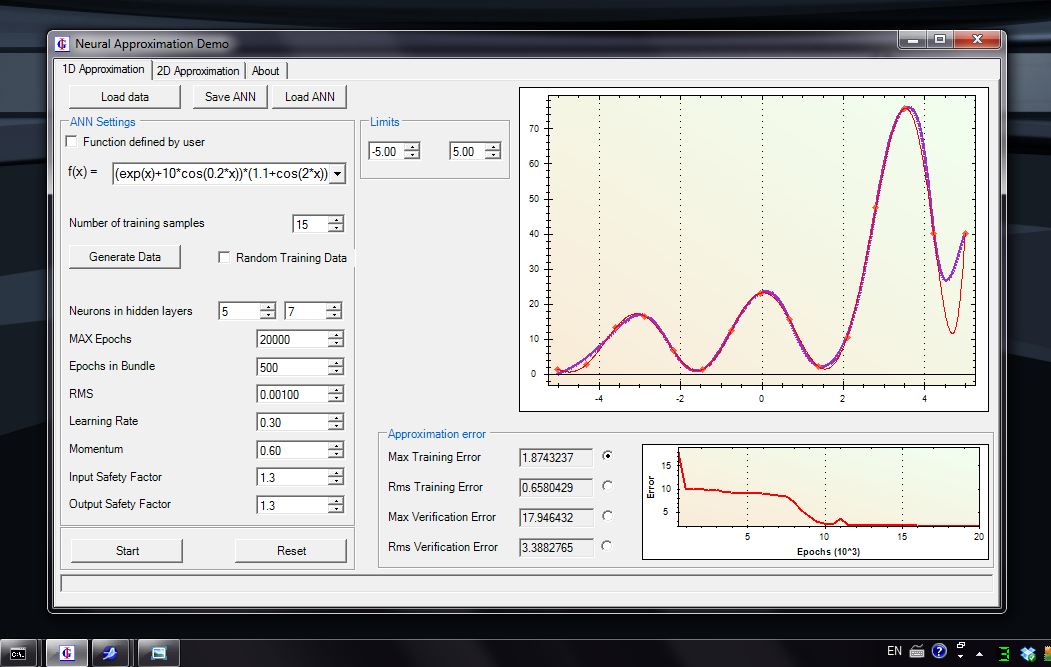 Neural Approximation Demo
1D Approximation 2D Approximation About
Load data Save ANN Load ANN
ANN Settings
Function defined by user
f(x) = (exp(x)+10*cos(0.2*x))*(1.1+cos(2*x))
Number of training samples 15
Generate Data Random Training Data
Neurons in hidden layers 5 7
MAX Epochs 20000
Epochs in Bundle 500
RMS 0.00100
Learning Rate 0.30
Momentum 0.60
Input Safety Factor 1.3
Output Safety Factor 1.3
Start Reset
Limits
-5.00 5.00
70
60
50
40
30
20
10
0
-4 -2 0 2 4
Approximation error
Max Training Error 1.8743237
Rms Training Error 0.6580429
Max Verification Error 17.946432
Rms Verification Error 3.3882765
Error
15
10
5
5 10 15 20
Epochs (10^3)
C:\.
EN